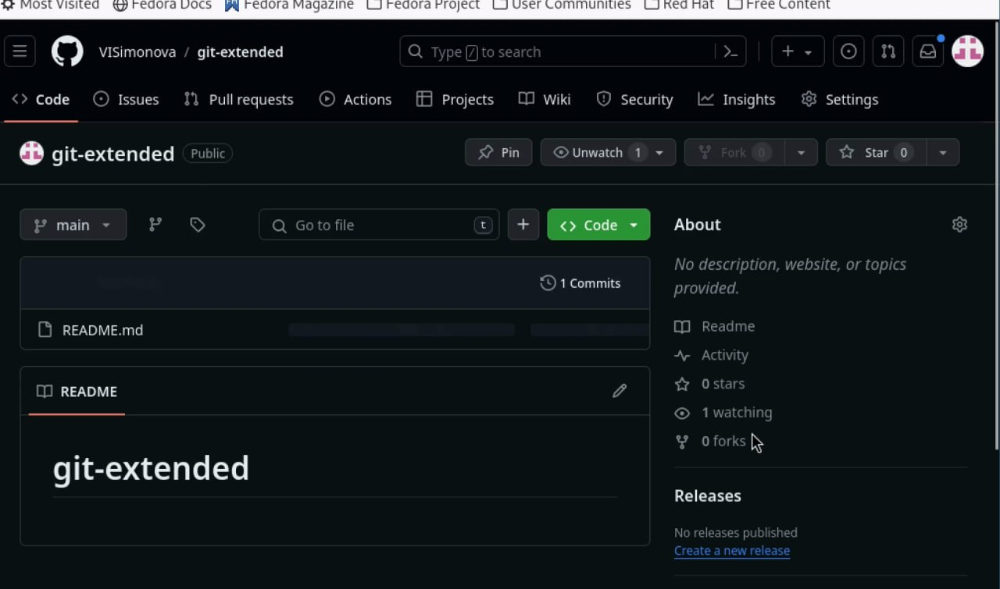 Most Visited Fedora Docs Fedora Magazine Fedora Project User Communities Red Hat Free Content
VISimonova / git-extended Type / to search
Code Issues Pull requests Actions Projects Wiki Security Insights Settings
git-extended Public Pin Unwatch 1 Fork 0 Star 0
main Go to file t + Code About
No description, website, or topics
provided.
1 Commits
README.md
Readme
Activity
0 stars
1 watching
0 forks
README
git-extended
Releases
No releases published
Create a new release